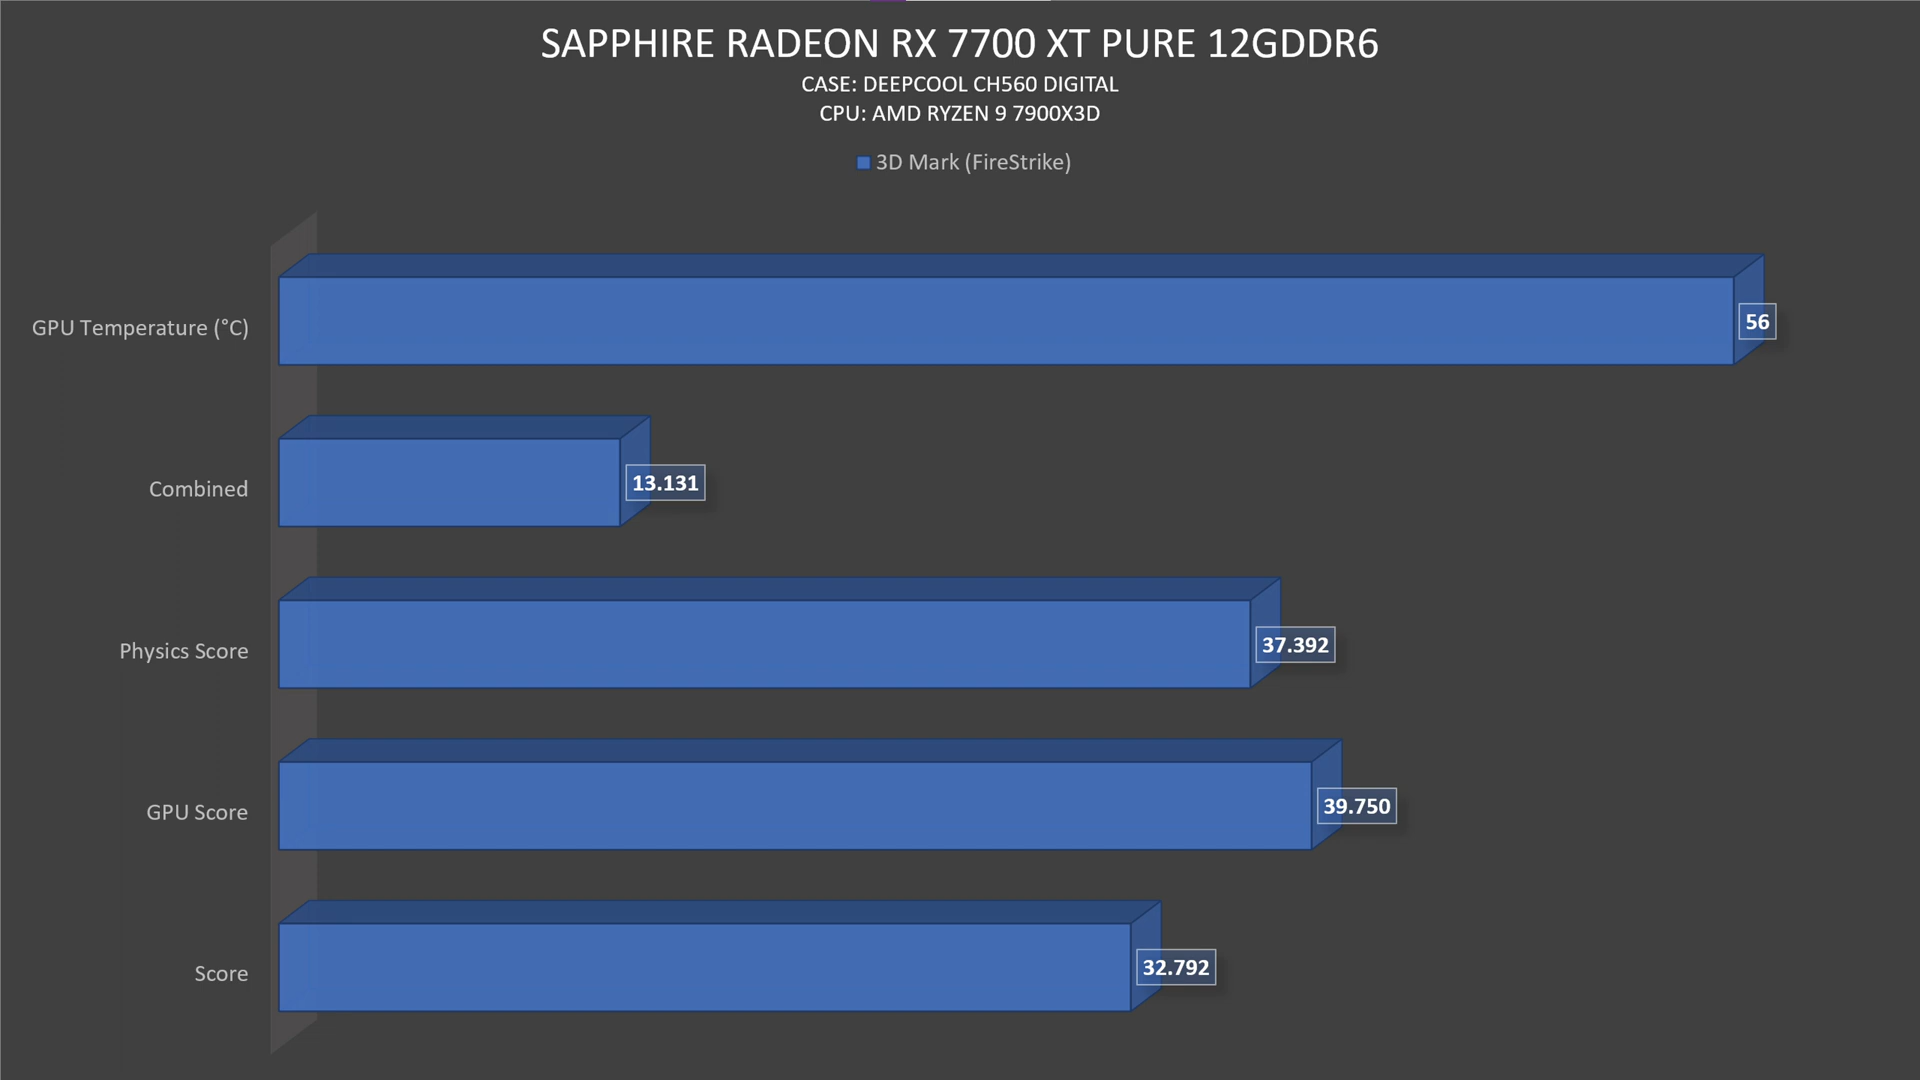 SAPPHIRE RADEON RX 7700 XT PURE 12GDDR6
CASE: DEEPCOOL CH560 DIGITAL
CPU: AMD RYZEN 9 7900X3D
3D Mark (FireStrike)
GPU Temperature (°C)
56
Combined
13.131
Physics Score
37.392
GPU Score
39.750
Score
32.792